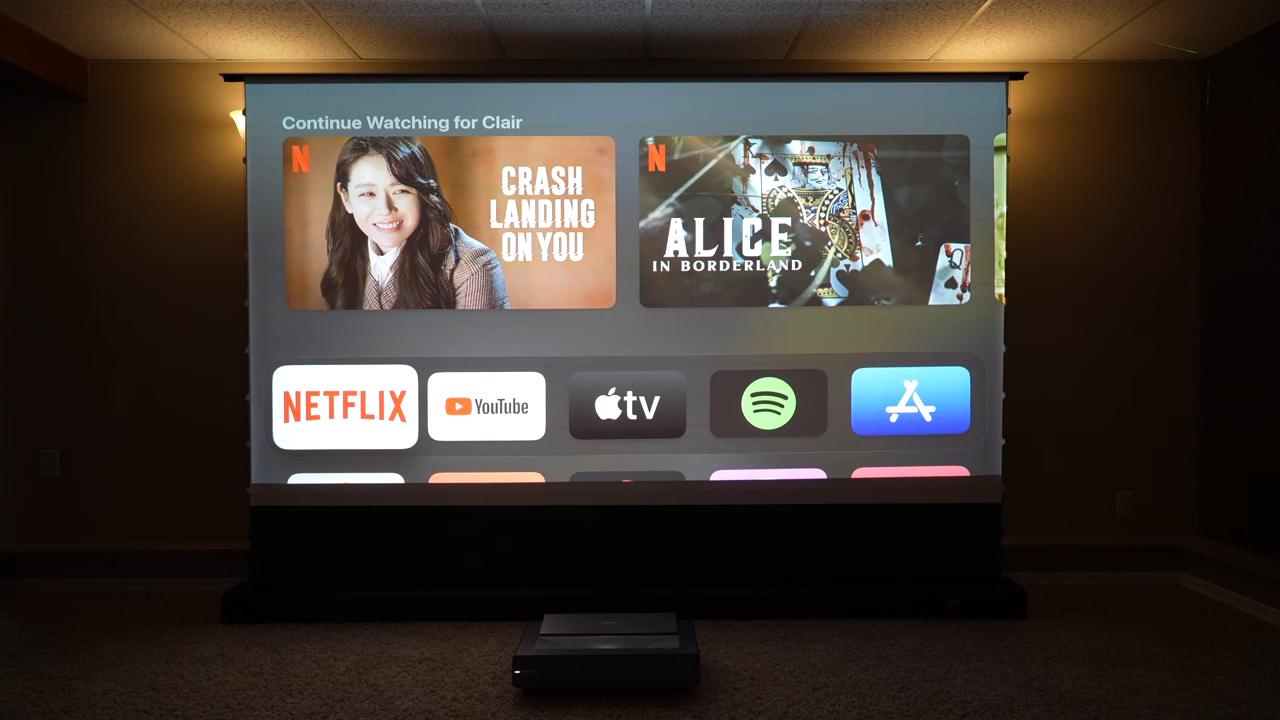 Continue Watching for Clair
N
CRASH
LANDING
ON YOU
N
ALICE
IN BORDERLAND
Q
NETFLIX
YouTube
tv